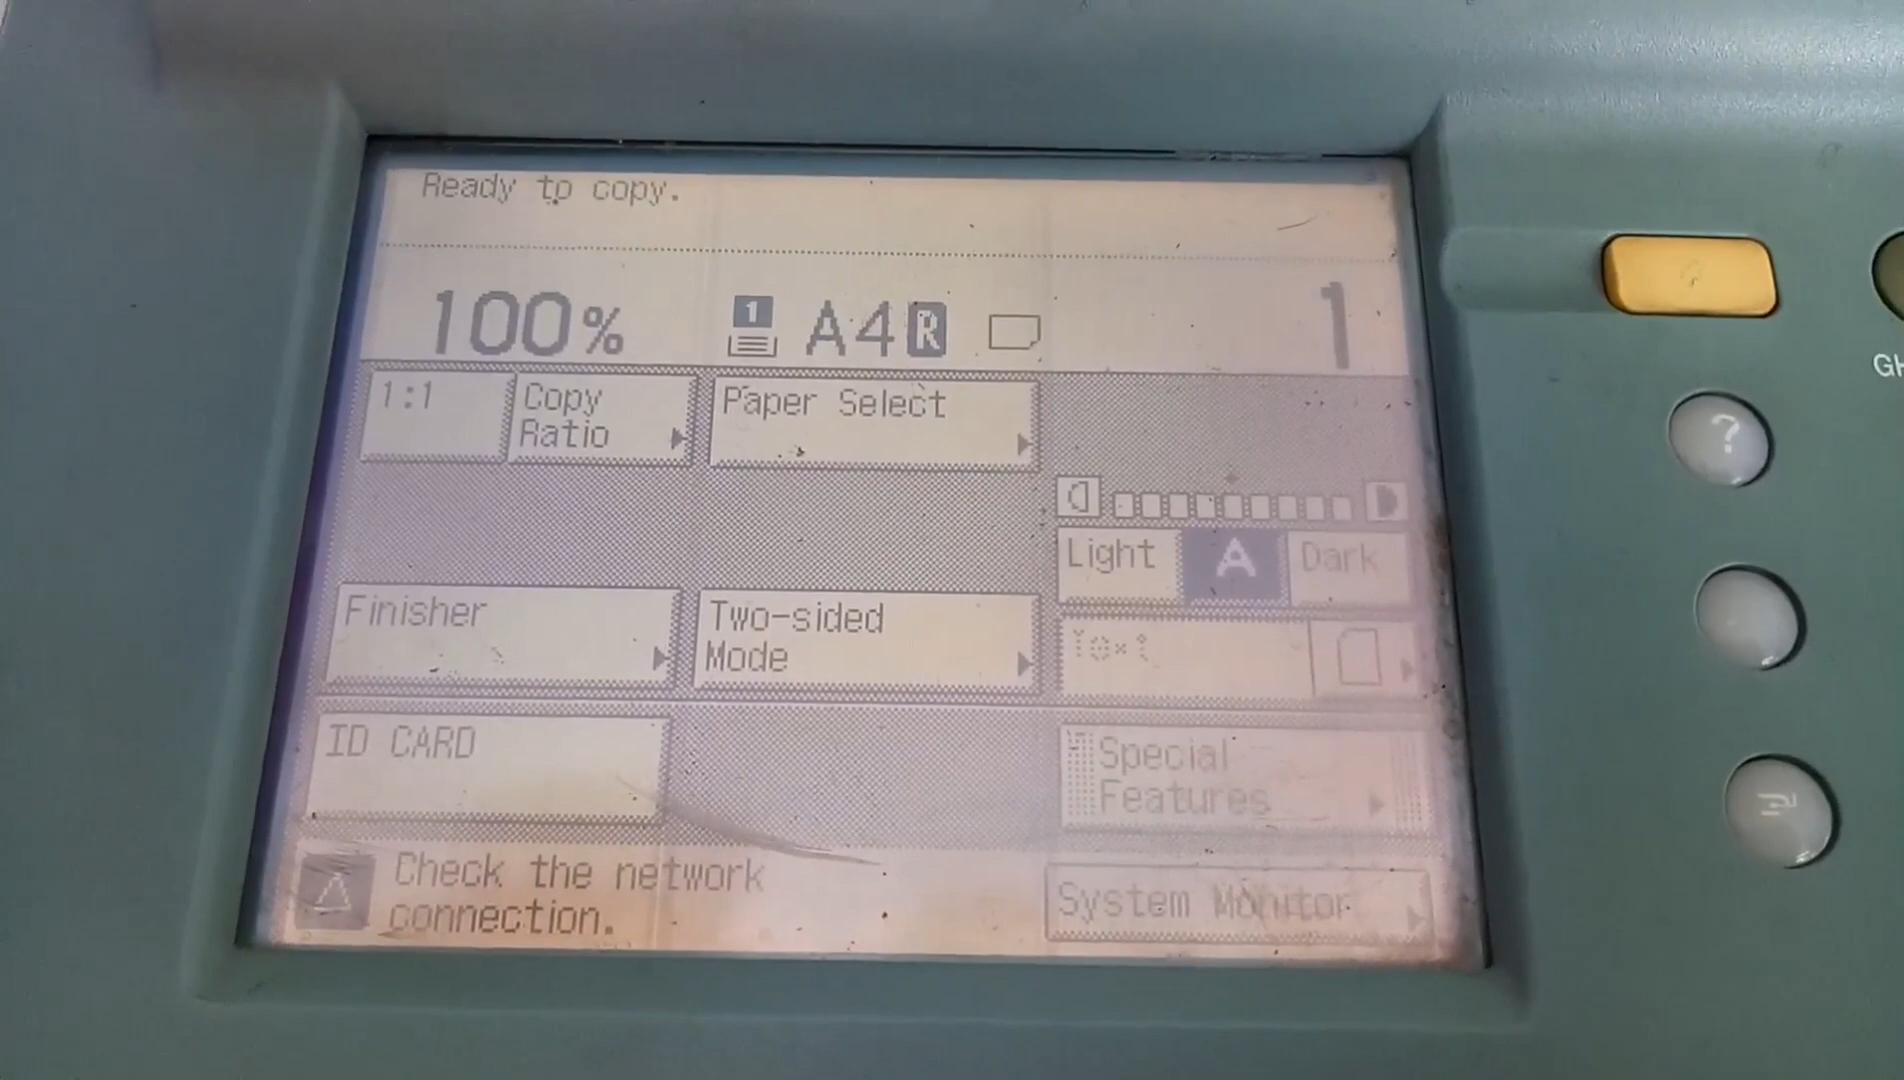 Ready to copy.
100%
1
A4R
1
1:1
Copy
Ratio
Paper Select
Light
A
Dark
Finisher
Two-sided
Mode
Text
ID CARD
Special
Features
Check the network
connection.
System Monitor
?